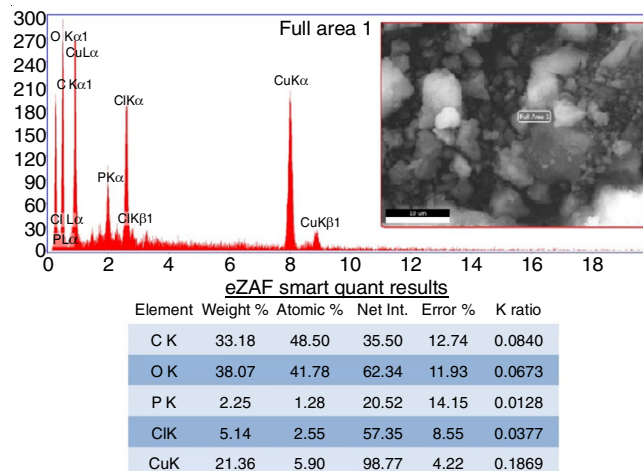 Full area 1
300
270
240
210
180
150
120
90
60
30
0
O Kα1
CuLα
C Kα1
ClKα
PKα
Cl Lα
ClKβ1
PLα
CuKα
CuKβ1
Full Area 1
10 μm
0 2 4 6 8 10 12 14 16 18
eZAF smart quant results
Element Weight % Atomic % Net Int. Error % K ratio
C K 33.18 48.50 35.50 12.74 0.0840
O K 38.07 41.78 62.34 11.93 0.0673
P K 2.25 1.28 20.52 14.15 0.0128
ClK 5.14 2.55 57.35 8.55 0.0377
CuK 21.36 5.90 98.77 4.22 0.1869